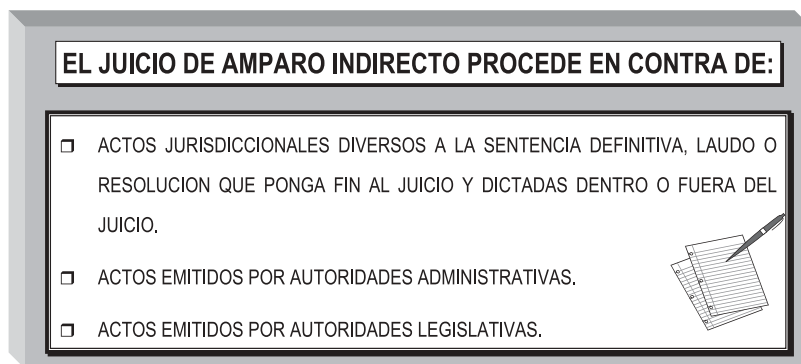 EL JUICIO DE AMPARO INDIRECTO PROCEDE EN CONTRA DE:
❒ ACTOS JURISDICCIONALES DIVERSOS A LA SENTENCIA DEFINITIVA, LAUDO O
RESOLUCION QUE PONGA FIN AL JUICIO Y DICTADAS DENTRO O FUERA DEL
JUICIO.
❒ ACTOS EMITIDOS POR AUTORIDADES ADMINISTRATIVAS.
❒ ACTOS EMITIDOS POR AUTORIDADES LEGISLATIVAS.